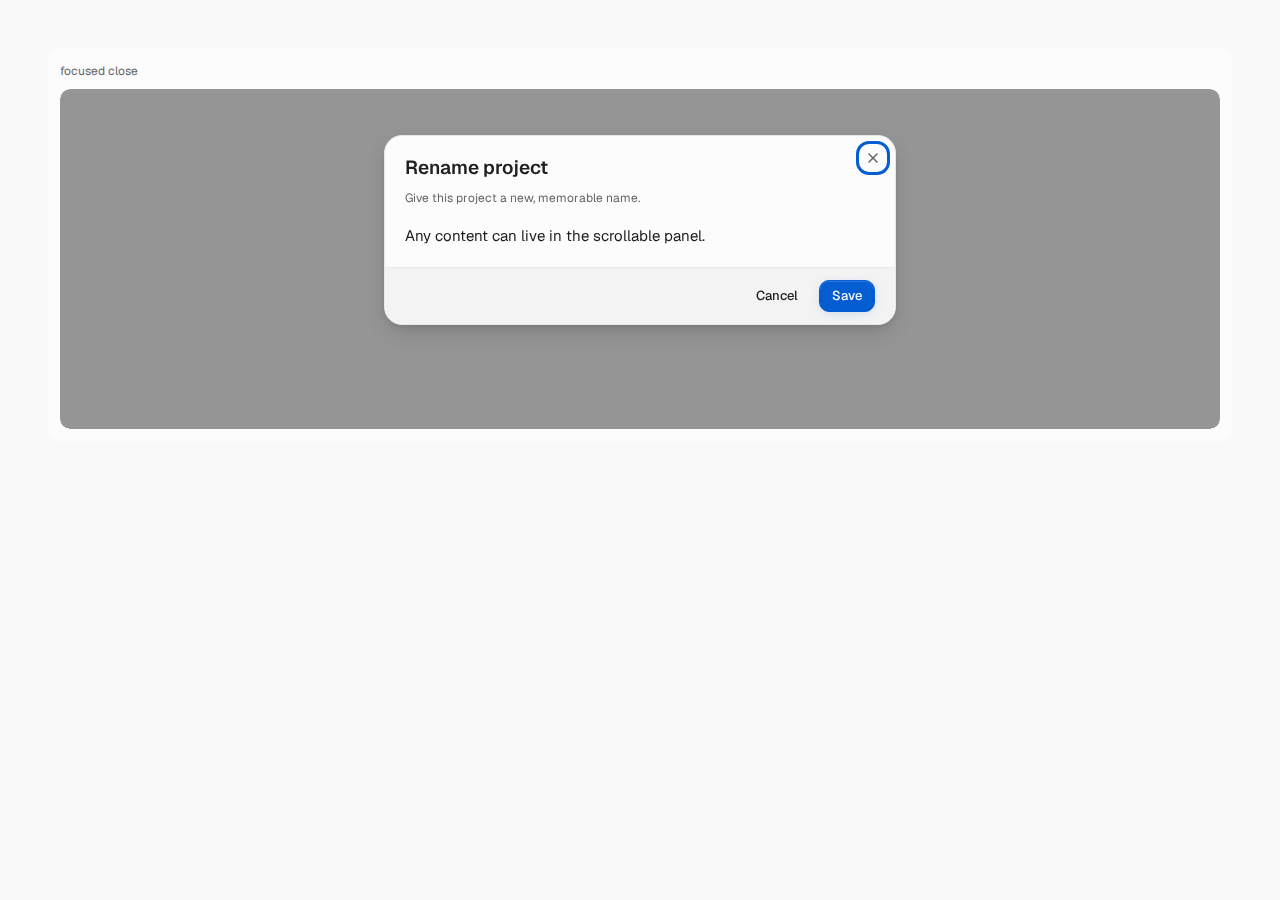 focused close
Rename project
Give this project a new, memorable name.
Any content can live in the scrollable panel.
Cancel
Save